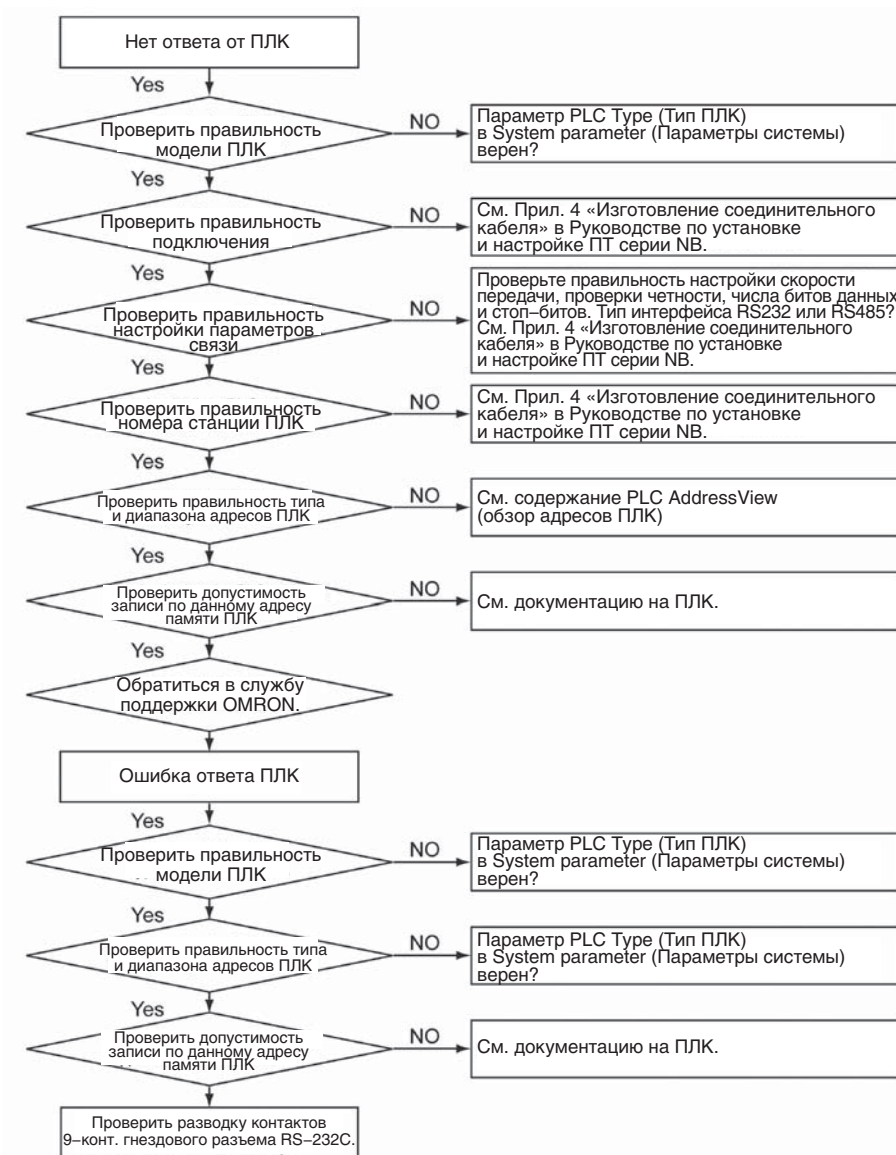 Нет ответа от ПЛК
Yes
Проверить правильность
модели ПЛК
NO
Параметр PLC Type (Тип ПЛК)
в System parameter (Параметры системы)
верен?
Yes
Проверить правильность
подключения
NO
См. Прил. 4 «Изготовление соединительного
кабеля» в Руководстве по установке
и настройке ПТ серии NB.
Yes
Проверить правильность
настройки параметров
связи
NO
Проверьте правильность настройки скорости
передачи, проверки четности, числа битов данных
и стоп–битов. Тип интерфейса RS232 или RS485?
См. Прил. 4 «Изготовление соединительного
кабеля» в Руководстве по установке
и настройке ПТ серии NB.
Yes
Проверить правильность
номера станции ПЛК
NO
См. Прил. 4 «Изготовление соединительного
кабеля» в Руководстве по установке
и настройке ПТ серии NB.
Yes
Проверить правильность типа
и диапазона адресов ПЛК
NO
См. содержание PLC AddressView
(обзор адресов ПЛК)
Yes
Проверить допустимость
записи по данному адресу
памяти ПЛК
NO
См. документацию на ПЛК.
Yes
Обратиться в службу
поддержки OMRON.
Ошибка ответа ПЛК
Yes
Проверить правильность
модели ПЛК
NO
Параметр PLC Type (Тип ПЛК)
в System parameter (Параметры системы)
верен?
Yes
Проверить правильность типа
и диапазона адресов ПЛК
NO
Параметр PLC Type (Тип ПЛК)
в System parameter (Параметры системы)
верен?
Yes
Проверить допустимость
записи по данному адресу
памяти ПЛК
NO
См. документацию на ПЛК.
Проверить разводку контактов
9–конт. гнездового разъема RS–232C.